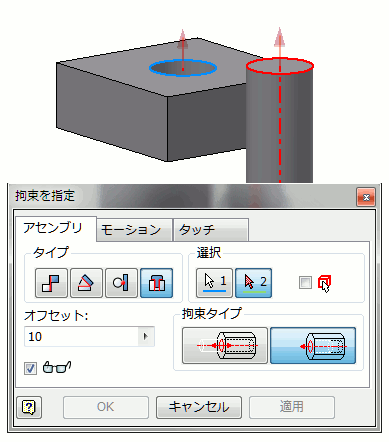 拘束を指定
アセンブリ モーション タッチ
タイプ 選択
1 2
オフセット: 拘束タイプ
10
OK キャンセル 適用